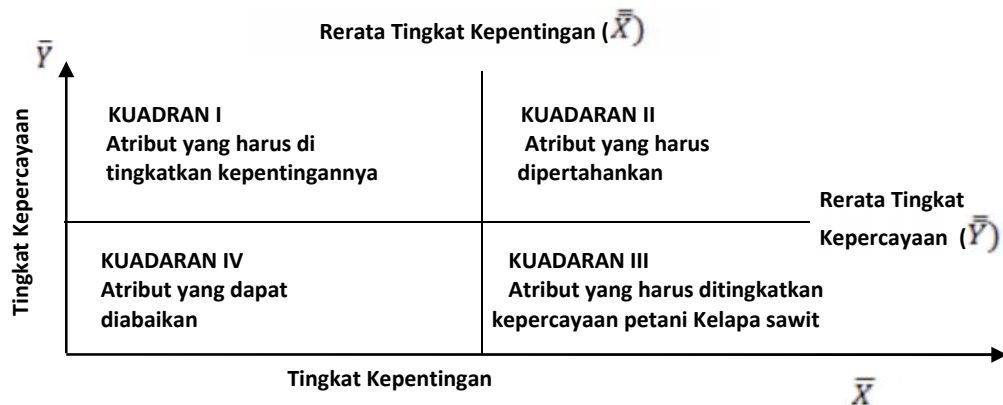 Rerata Tingkat Kepentingan (X̿)
Y̅
Tingkat Kepercayaan
KUADRAN I
Atribut yang harus di
tingkatkan kepentingannya
KUADARAN II
Atribut yang harus
dipertahankan
Rerata Tingkat
Kepercayaan (Y̿)
KUADARAN IV
Atribut yang dapat
diabaikan
KUADARAN III
Atribut yang harus ditingkatkan
kepercayaan petani Kelapa sawit
Tingkat Kepentingan
X̅